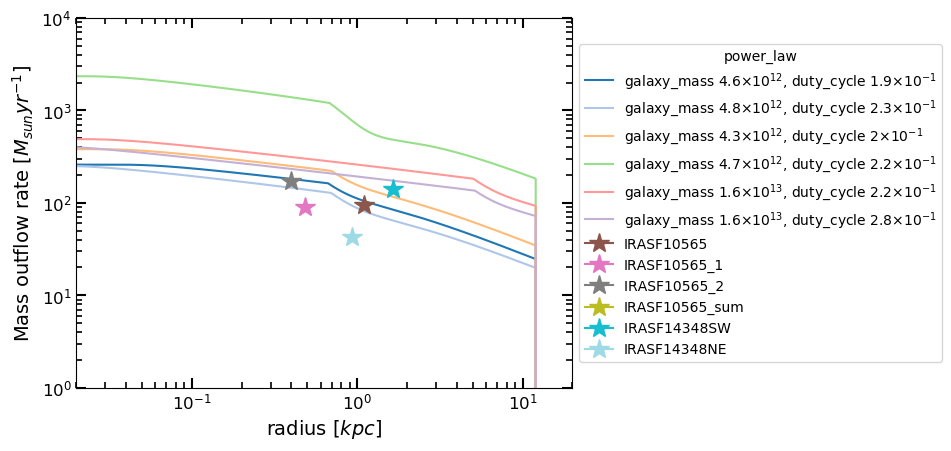 10⁴
10³
10²
10¹
10⁰
Mass outflow rate [M_sun yr⁻¹]
10⁻¹
10⁰
10¹
radius [kpc]
power_law
galaxy_mass 4.6×10¹², duty_cycle 1.9×10⁻¹
galaxy_mass 4.8×10¹², duty_cycle 2.3×10⁻¹
galaxy_mass 4.3×10¹², duty_cycle 2×10⁻¹
galaxy_mass 4.7×10¹², duty_cycle 2.2×10⁻¹
galaxy_mass 1.6×10¹³, duty_cycle 2.2×10⁻¹
galaxy_mass 1.6×10¹³, duty_cycle 2.8×10⁻¹
IRASF10565
IRASF10565_1
IRASF10565_2
IRASF10565_sum
IRASF14348SW
IRASF14348NE